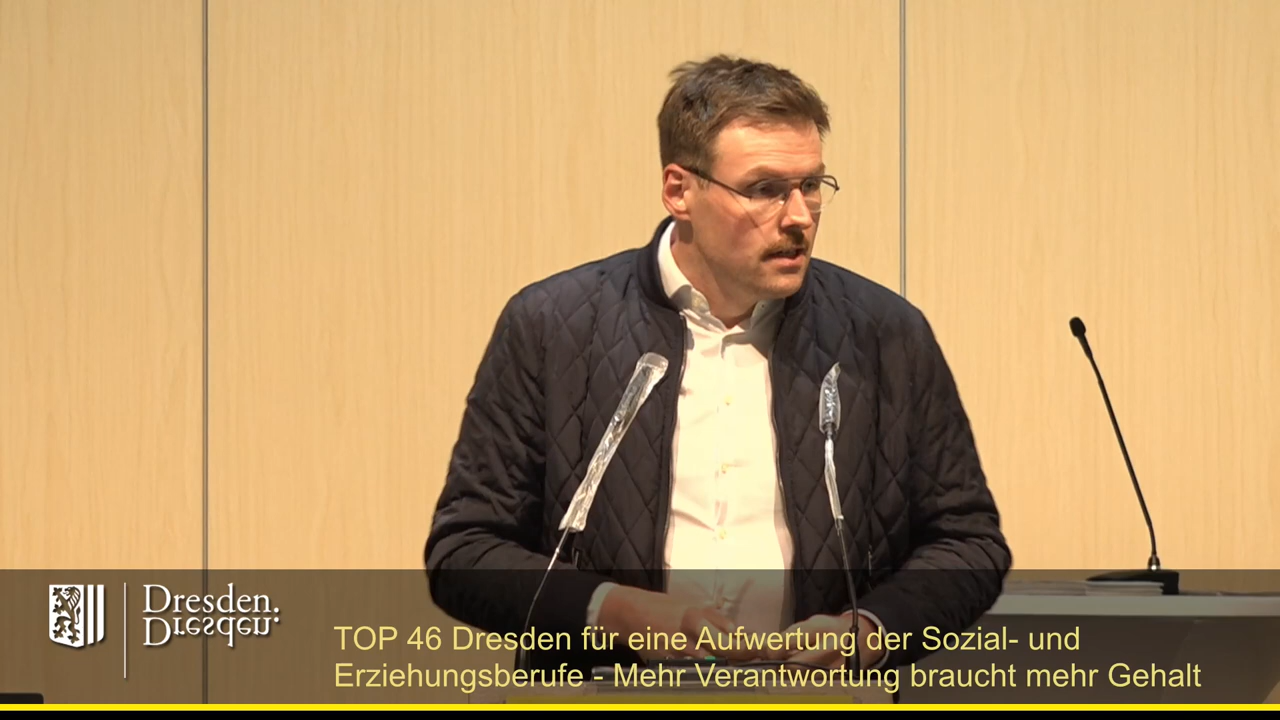 Dresden.
Dresden.
TOP 46 Dresden für eine Aufwertung der Sozial- und
Erziehungsberufe - Mehr Verantwortung braucht mehr Gehalt